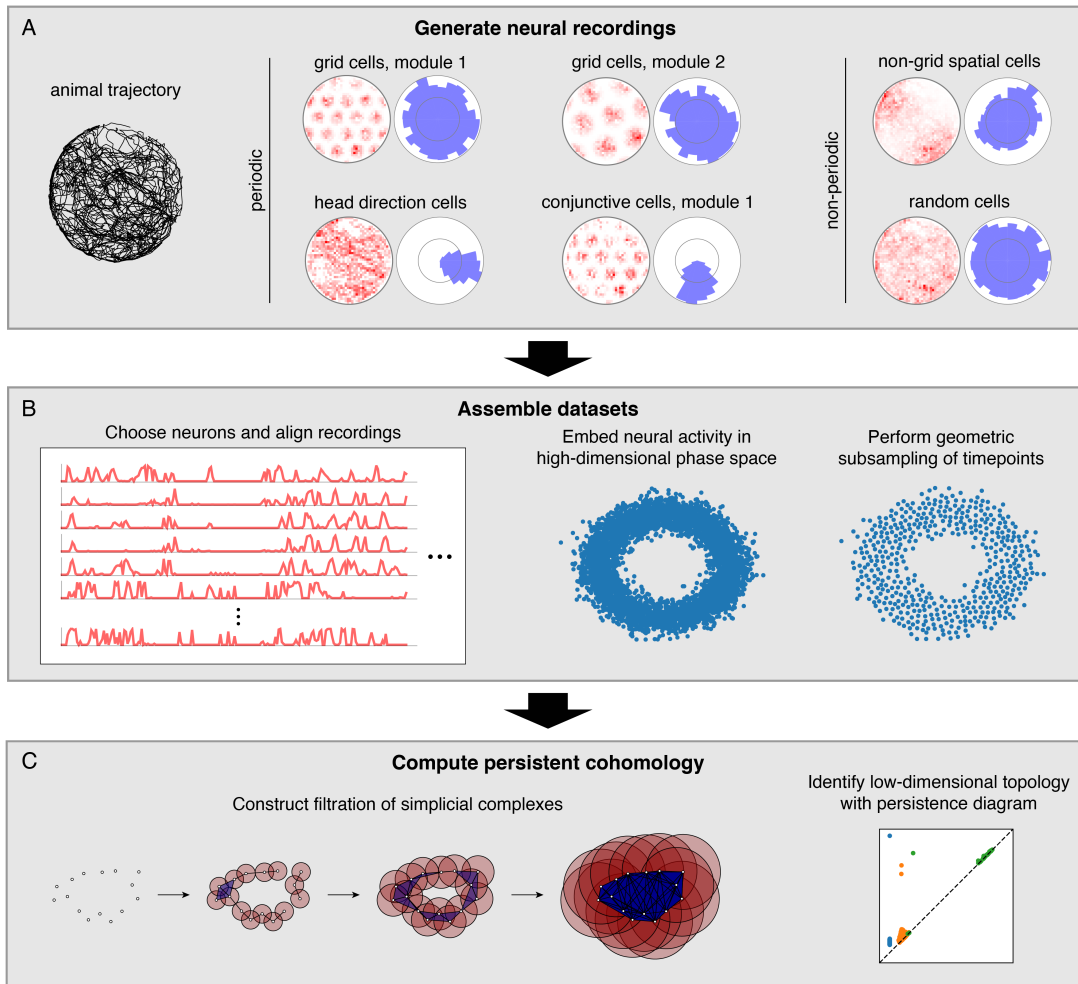 A
Generate neural recordings
animal trajectory
periodic
grid cells, module 1
grid cells, module 2
head direction cells
conjunctive cells, module 1
non-periodic
non-grid spatial cells
random cells
B
Assemble datasets
Choose neurons and align recordings
Embed neural activity in
high-dimensional phase space
Perform geometric
subsampling of timepoints
C
Compute persistent cohomology
Construct filtration of simplicial complexes
Identify low-dimensional topology
with persistence diagram